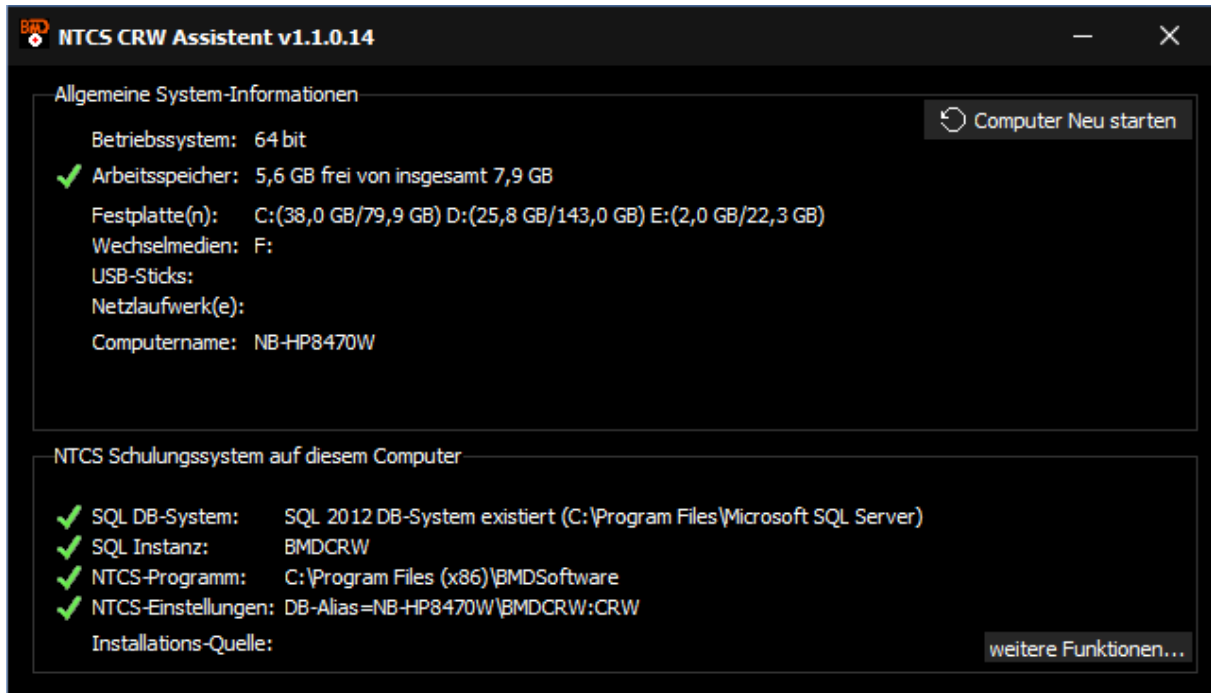 BMD NTCS CRW Assistent v1.1.0.14
Allgemeine System-Informationen
Computer Neu starten
Betriebssystem: 64 bit
Arbeitsspeicher: 5,6 GB frei von insgesamt 7,9 GB
Festplatte(n): C:(38,0 GB/79,9 GB) D:(25,8 GB/143,0 GB) E:(2,0 GB/22,3 GB)
Wechselmedien: F:
USB-Sticks:
Netzlaufwerk(e):
Computername: NB-HP8470W
NTCS Schulungssystem auf diesem Computer
SQL DB-System: SQL 2012 DB-System existiert (C:\Program Files\Microsoft SQL Server)
SQL Instanz: BMDCRW
NTCS-Programm: C:\Program Files (x86)\BMDSoftware
NTCS-Einstellungen: DB-Alias=NB-HP8470W\BMDCRW:CRW
Installations-Quelle:
weitere Funktionen...